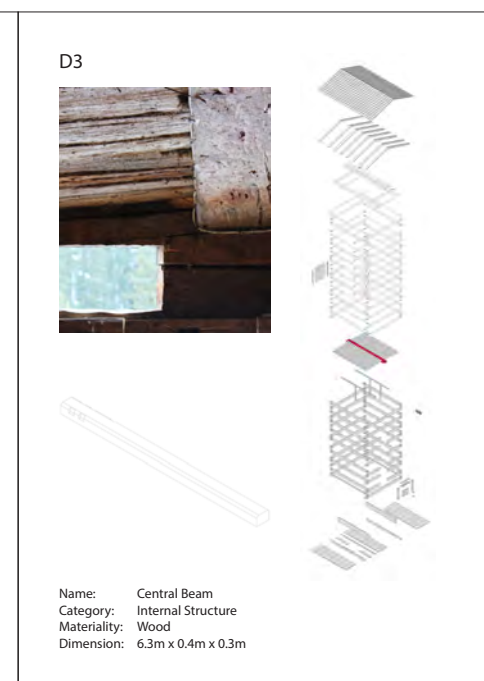 D3
Name: Central Beam
Category: Internal Structure
Materiality: Wood
Dimension: 6.3m x 0.4m x 0.3m